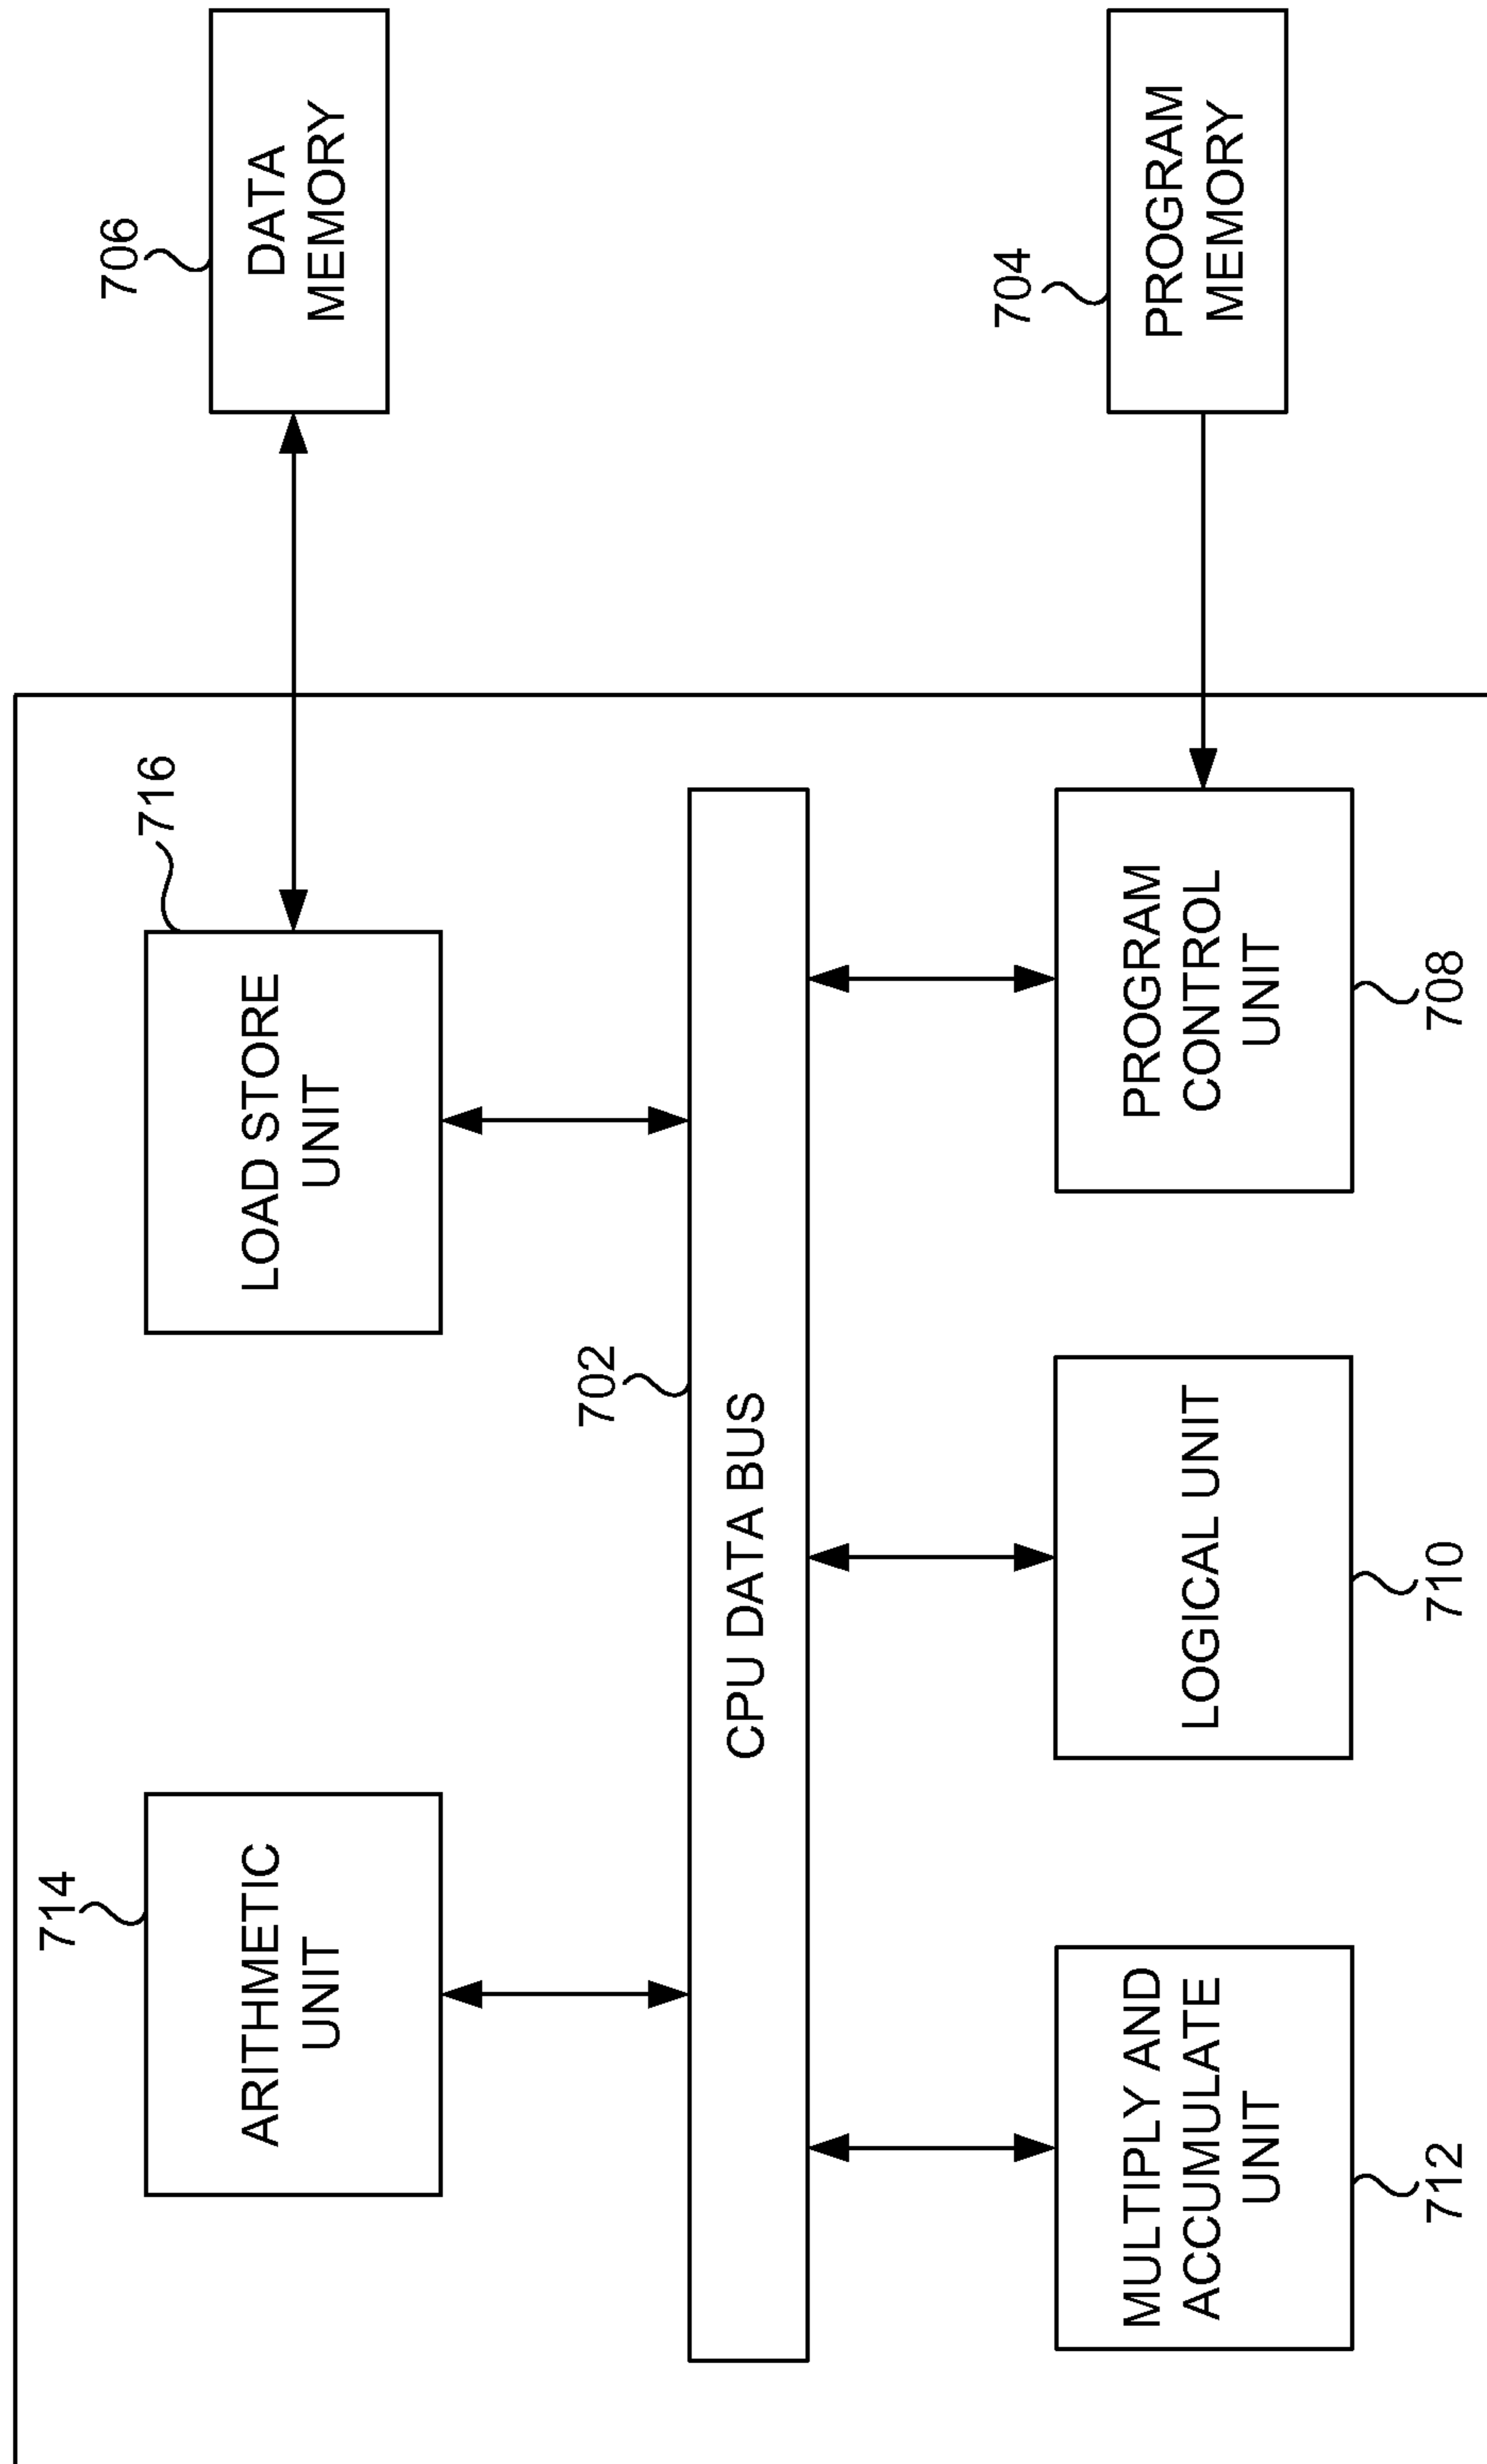 714
ARITHMETIC
UNIT
716
LOAD STORE
UNIT
706
DATA
MEMORY
702
CPU DATA BUS
704
PROGRAM
MEMORY
MULTIPLY AND
ACCUMULATE
UNIT
712
LOGICAL UNIT
710
PROGRAM
CONTROL
UNIT
708